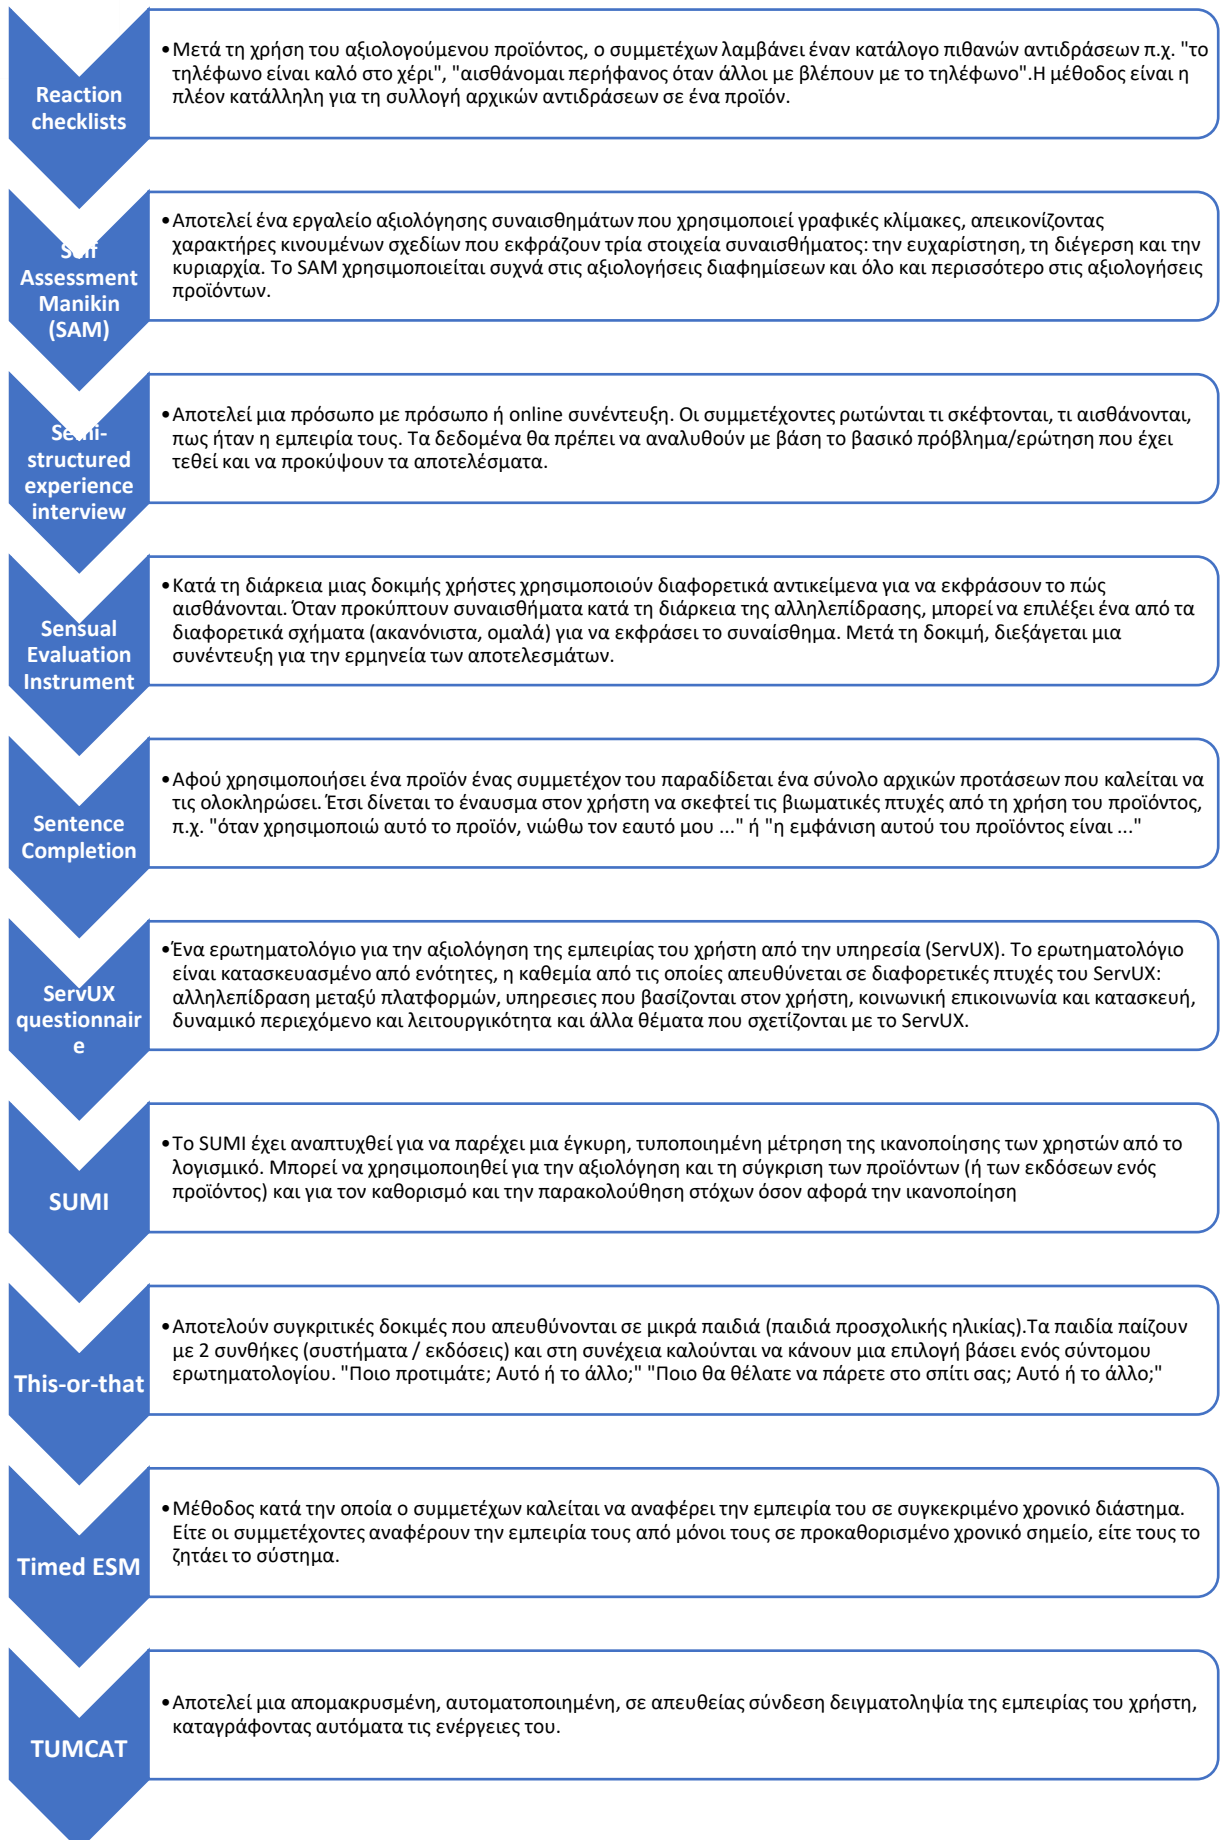 Reaction
checklists
•Μετά τη χρήση του αξιολογούμενου προϊόντος, ο συμμετέχων λαμβάνει έναν κατάλογο πιθανών αντιδράσεων π.χ. "το
τηλέφωνο είναι καλό στο χέρι", "αισθάνομαι περήφανος όταν άλλοι με βλέπουν με το τηλέφωνο".Η μέθοδος είναι η
πλέον κατάλληλη για τη συλλογή αρχικών αντιδράσεων σε ένα προϊόν.
Self
Assessment
Manikin
(SAM)
•Αποτελεί ένα εργαλείο αξιολόγησης συναισθημάτων που χρησιμοποιεί γραφικές κλίμακες, απεικονίζοντας
χαρακτήρες κινουμένων σχεδίων που εκφράζουν τρία στοιχεία συναισθήματος: την ευχαρίστηση, τη διέγερση και την
κυριαρχία. Το SAM χρησιμοποιείται συχνά στις αξιολογήσεις διαφημίσεων και όλο και περισσότερο στις αξιολογήσεις
προϊόντων.
Semi-
structured
experience
interview
•Αποτελεί μια πρόσωπο με πρόσωπο ή online συνέντευξη. Οι συμμετέχοντες ρωτώνται τι σκέφτονται, τι αισθάνονται,
πως ήταν η εμπειρία τους. Τα δεδομένα θα πρέπει να αναλυθούν με βάση το βασικό πρόβλημα/ερώτηση που έχει
τεθεί και να προκύψουν τα αποτελέσματα.
Sensual
Evaluation
Instrument
•Κατά τη διάρκεια μιας δοκιμής χρήστες χρησιμοποιούν διαφορετικά αντικείμενα για να εκφράσουν το πώς
αισθάνονται. Όταν προκύπτουν συναισθήματα κατά τη διάρκεια της αλληλεπίδρασης, μπορεί να επιλέξει ένα από τα
διαφορετικά σχήματα (ακανόνιστα, ομαλά) για να εκφράσει το συναίσθημα. Μετά τη δοκιμή, διεξάγεται μια
συνέντευξη για την ερμηνεία των αποτελεσμάτων.
Sentence
Completion
•Αφού χρησιμοποιήσει ένα προϊόν ένας συμμετέχον του παραδίδεται ένα σύνολο αρχικών προτάσεων που καλείται να
τις ολοκληρώσει. Έτσι δίνεται το έναυσμα στον χρήστη να σκεφτεί τις βιωματικές πτυχές από τη χρήση του προϊόντος,
π.χ. "όταν χρησιμοποιώ αυτό το προϊόν, νιώθω τον εαυτό μου ..." ή "η εμφάνιση αυτού του προϊόντος είναι ..."
ServUX
questionnair
e
•Ένα ερωτηματολόγιο για την αξιολόγηση της εμπειρίας του χρήστη από την υπηρεσία (ServUX). Το ερωτηματολόγιο
είναι κατασκευασμένο από ενότητες, η καθεμία από τις οποίες απευθύνεται σε διαφορετικές πτυχές του ServUX:
αλληλεπίδραση μεταξύ πλατφορμών, υπηρεσιες που βασίζονται στον χρήστη, κοινωνική επικοινωνία και κατασκευή,
δυναμικό περιεχόμενο και λειτουργικότητα και άλλα θέματα που σχετίζονται με το ServUX.
SUMI
•Το SUMI έχει αναπτυχθεί για να παρέχει μια έγκυρη, τυποποιημένη μέτρηση της ικανοποίησης των χρηστών από το
λογισμικό. Μπορεί να χρησιμοποιηθεί για την αξιολόγηση και τη σύγκριση των προϊόντων (ή των εκδόσεων ενός
προϊόντος) και για τον καθορισμό και την παρακολούθηση στόχων όσον αφορά την ικανοποίηση
This-or-that
•Αποτελούν συγκριτικές δοκιμές που απευθύνονται σε μικρά παιδιά (παιδιά προσχολικής ηλικίας).Τα παιδία παίζουν
με 2 συνθήκες (συστήματα / εκδόσεις) και στη συνέχεια καλούνται να κάνουν μια επιλογή βάσει ενός σύντομου
ερωτηματολογίου. "Ποιο προτιμάτε; Αυτό ή το άλλο;" "Ποιο θα θέλατε να πάρετε στο σπίτι σας; Αυτό ή το άλλο;"
Timed ESM
•Μέθοδος κατά την οποία ο συμμετέχων καλείται να αναφέρει την εμπειρία του σε συγκεκριμένο χρονικό διάστημα.
Είτε οι συμμετέχοντες αναφέρουν την εμπειρία τους από μόνοι τους σε προκαθορισμένο χρονικό σημείο, είτε τους το
ζητάει το σύστημα.
TUMCAT
•Αποτελεί μια απομακρυσμένη, αυτοματοποιημένη, σε απευθείας σύνδεση δειγματοληψία της εμπειρίας του χρήστη,
καταγράφοντας αυτόματα τις ενέργειες του.